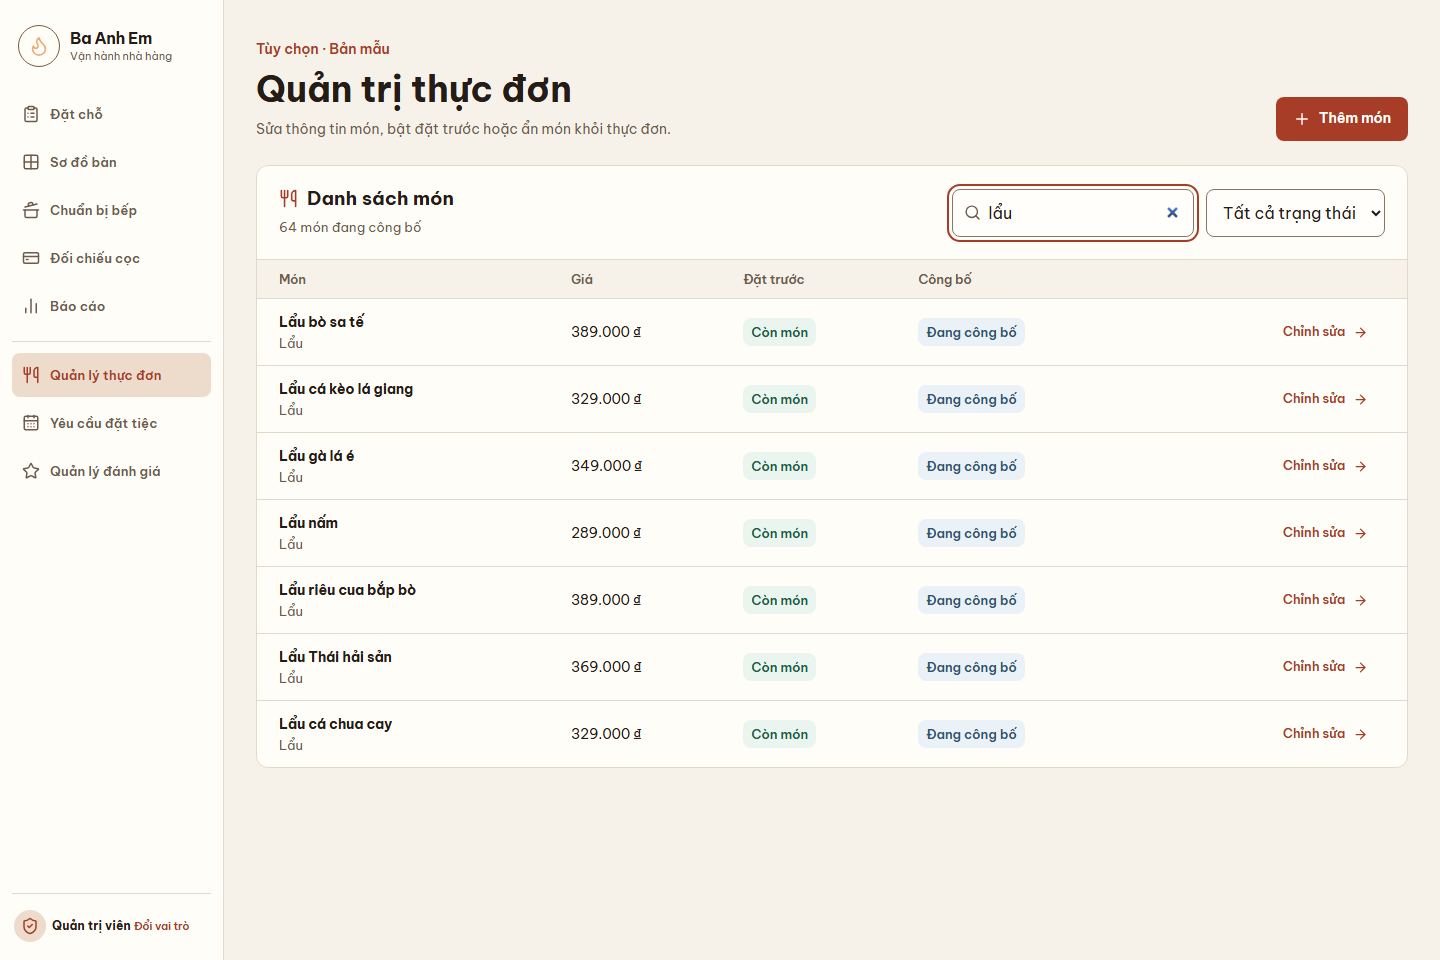 Ba Anh Em
Vận hành nhà hàng
Đặt chỗ
Sơ đồ bàn
Chuẩn bị bếp
Đối chiếu cọc
Báo cáo
Quản lý thực đơn
Yêu cầu đặt tiệc
Quản lý đánh giá
Quản trị viên Đổi vai trò
Tùy chọn · Bản mẫu
Quản trị thực đơn
Sửa thông tin món, bật đặt trước hoặc ẩn món khỏi thực đơn.
Thêm món
Danh sách món
64 món đang công bố
lẩu
Tất cả trạng thái
Món Giá Đặt trước Công bố
Lẩu bò sa tế
Lẩu
389.000 ₫ Còn món Đang công bố Chỉnh sửa
Lẩu cá kèo lá giang
Lẩu
329.000 ₫ Còn món Đang công bố Chỉnh sửa
Lẩu gà lá é
Lẩu
349.000 ₫ Còn món Đang công bố Chỉnh sửa
Lẩu nấm
Lẩu
289.000 ₫ Còn món Đang công bố Chỉnh sửa
Lẩu riêu cua bắp bò
Lẩu
389.000 ₫ Còn món Đang công bố Chỉnh sửa
Lẩu Thái hải sản
Lẩu
369.000 ₫ Còn món Đang công bố Chỉnh sửa
Lẩu cá chua cay
Lẩu
329.000 ₫ Còn món Đang công bố Chỉnh sửa